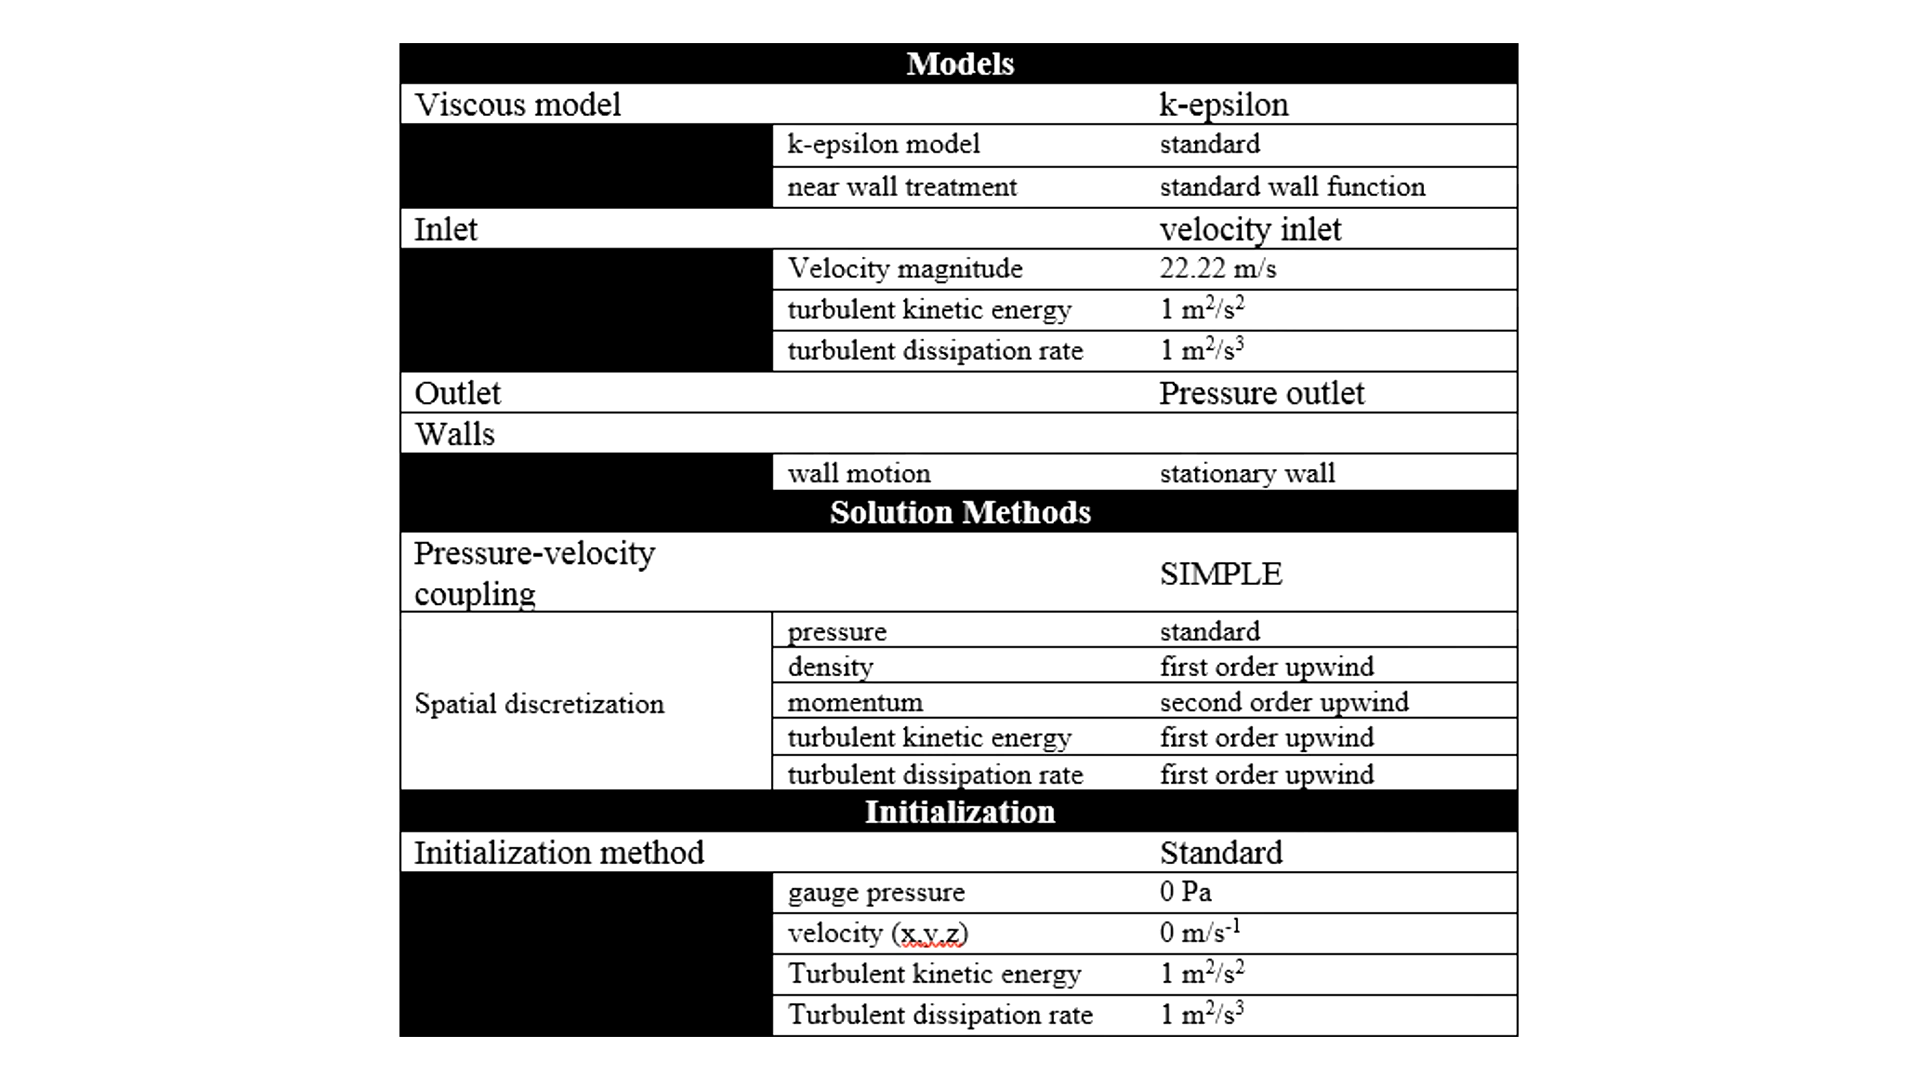 Models
Viscous model k-epsilon
k-epsilon model standard
near wall treatment standard wall function
Inlet velocity inlet
Velocity magnitude 22.22 m/s
turbulent kinetic energy 1 m²/s²
turbulent dissipation rate 1 m²/s³
Outlet Pressure outlet
Walls
wall motion stationary wall
Solution Methods
Pressure-velocity
coupling SIMPLE
Spatial discretization
pressure standard
density first order upwind
momentum second order upwind
turbulent kinetic energy first order upwind
turbulent dissipation rate first order upwind
Initialization
Initialization method Standard
gauge pressure 0 Pa
velocity (x,y,z) 0 m/s⁻¹
Turbulent kinetic energy 1 m²/s²
Turbulent dissipation rate 1 m²/s³